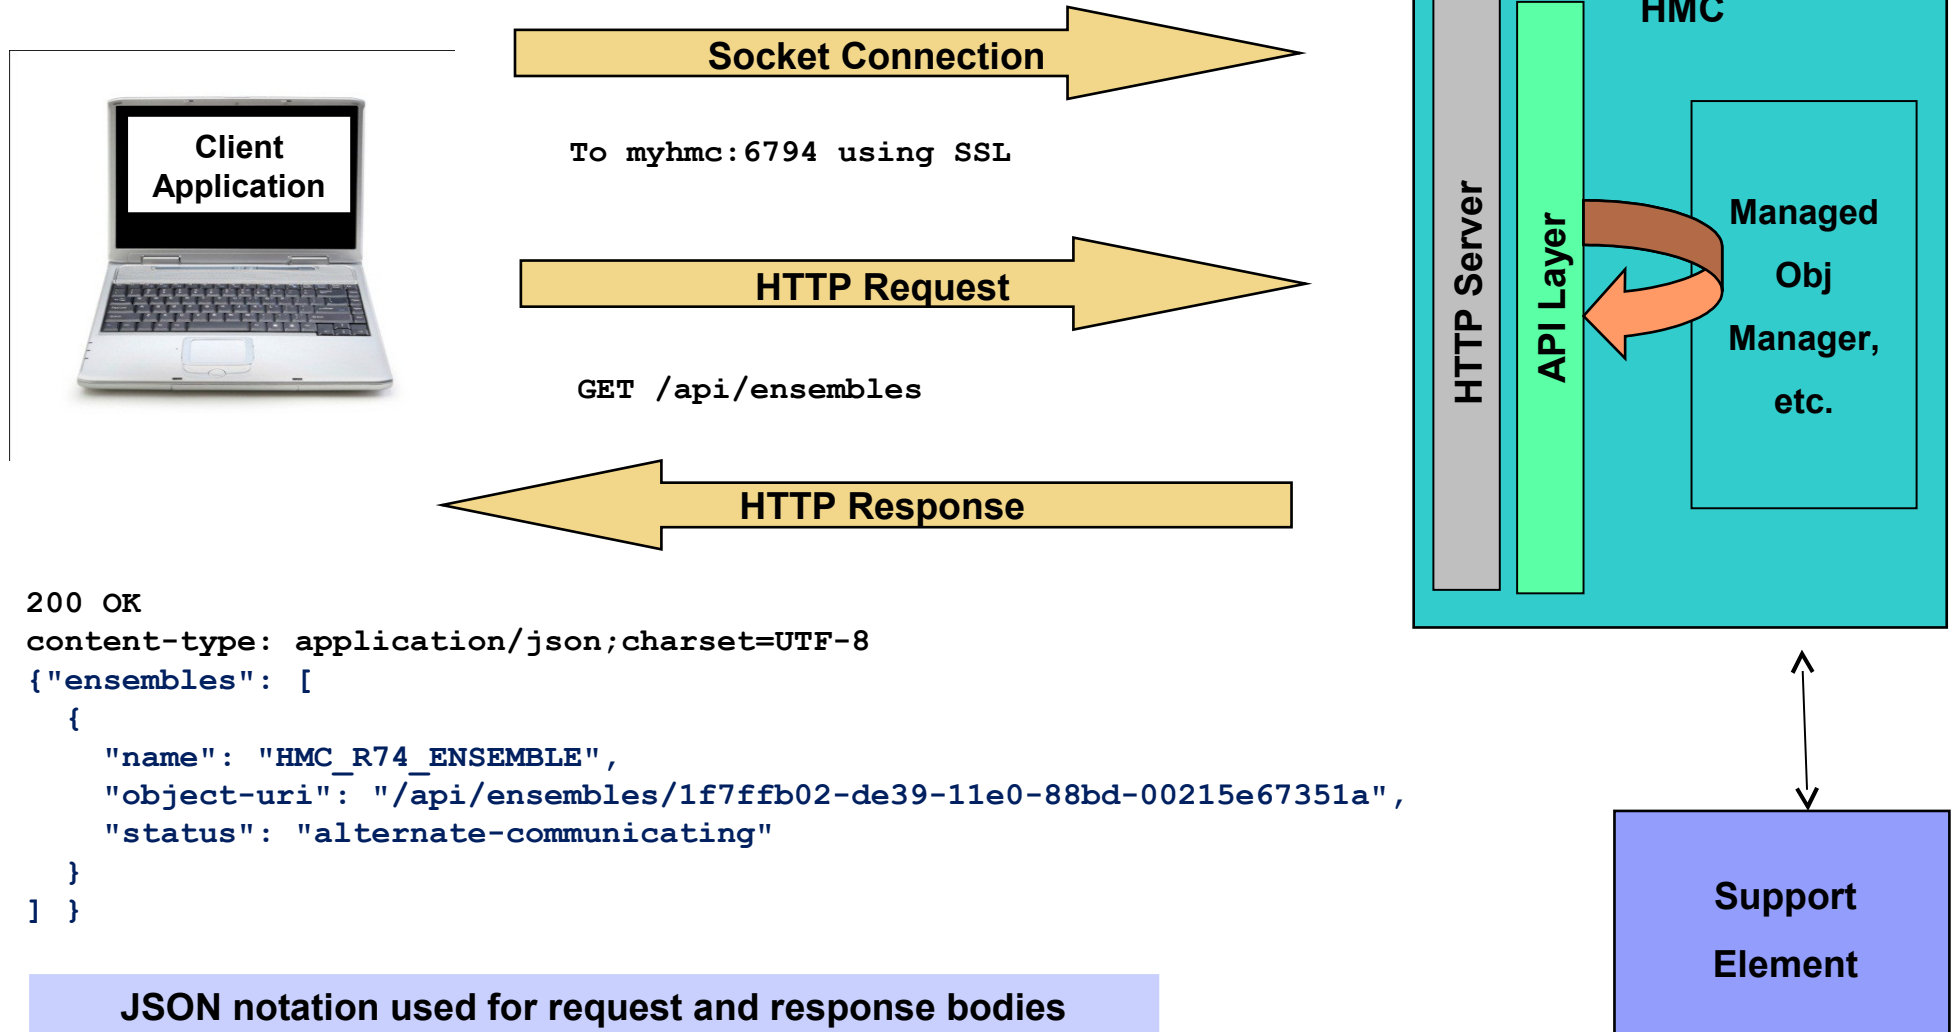 HMC
Socket Connection
Client
Application
To myhmc:6794 using SSL
HTTP Request
GET /api/ensembles
HTTP Response
HTTP Server
API Layer
Managed
Obj
Manager,
etc.
200 OK
content-type: application/json;charset=UTF-8
{"ensembles": [
{
"name": "HMC_R74_ENSEMBLE",
"object-uri": "/api/ensembles/1f7ffb02-de39-11e0-88bd-00215e67351a",
"status": "alternate-communicating"
}
] }
Support
Element
JSON notation used for request and response bodies